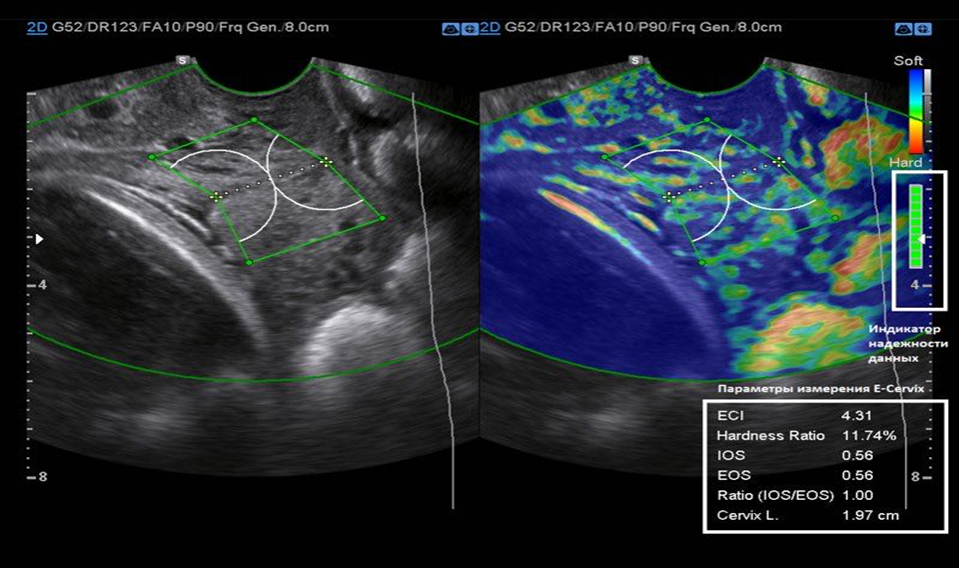 2D G52/DR123/FA10/P90/Frq Gen./8.0cm
2D G52/DR123/FA10/P90/Frq Gen./8.0cm
S
S
Soft
Hard
4
4
Индикатор
надежности
данных
Параметры измерения E-Cervix
ECI 4.31
Hardness Ratio 11.74%
IOS 0.56
EOS 0.56
Ratio (IOS/EOS) 1.00
Cervix L. 1.97 cm
8
8